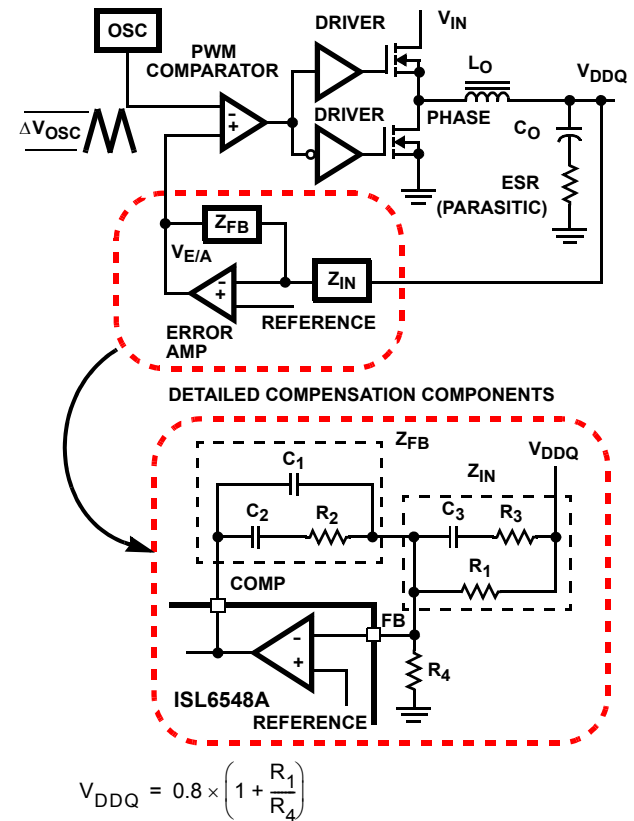 OSC
PWM
COMPARATOR
DRIVER
V_IN
L_O
V_DDQ
ΔV_OSC
-
+
DRIVER
PHASE
C_O
ESR
(PARASITIC)
Z_FB
V_E/A
Z_IN
-
+
REFERENCE
ERROR
AMP
DETAILED COMPENSATION COMPONENTS
Z_FB
V_DDQ
C_1
Z_IN
C_2
R_2
C_3
R_3
R_1
COMP
FB
-
+
R_4
ISL6548A
REFERENCE
V_DDQ = 0.8 × (1 + R_1/R_4)